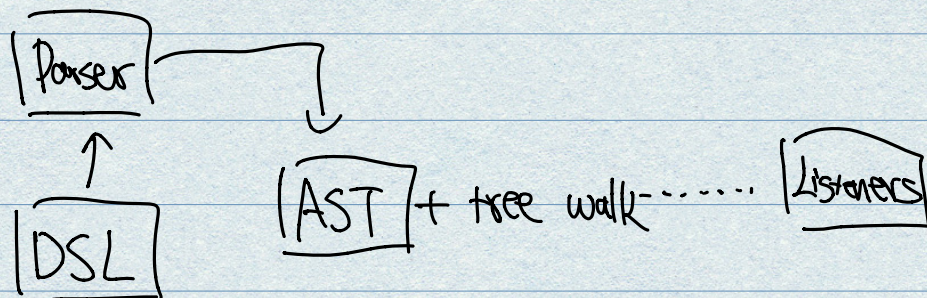 Parser
AST + tree walk....... Listeners
DSL